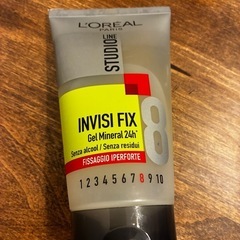 L'ORÉAL
PARIS
STUDIO LINE
8
INVISI FIX
Gel Mineral 24h*
Senza alcool / Senza residui
FISSAGGIO IPERFORTE
1 2 3 4 5 6 7 8 9 10